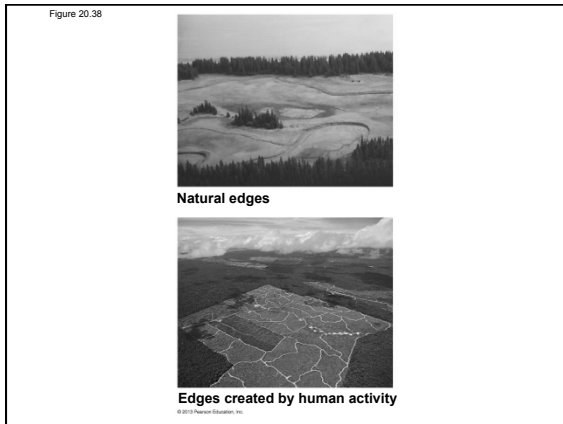 Figure 20.38
Natural edges
Edges created by human activity
© 2013 Pearson Education, Inc.